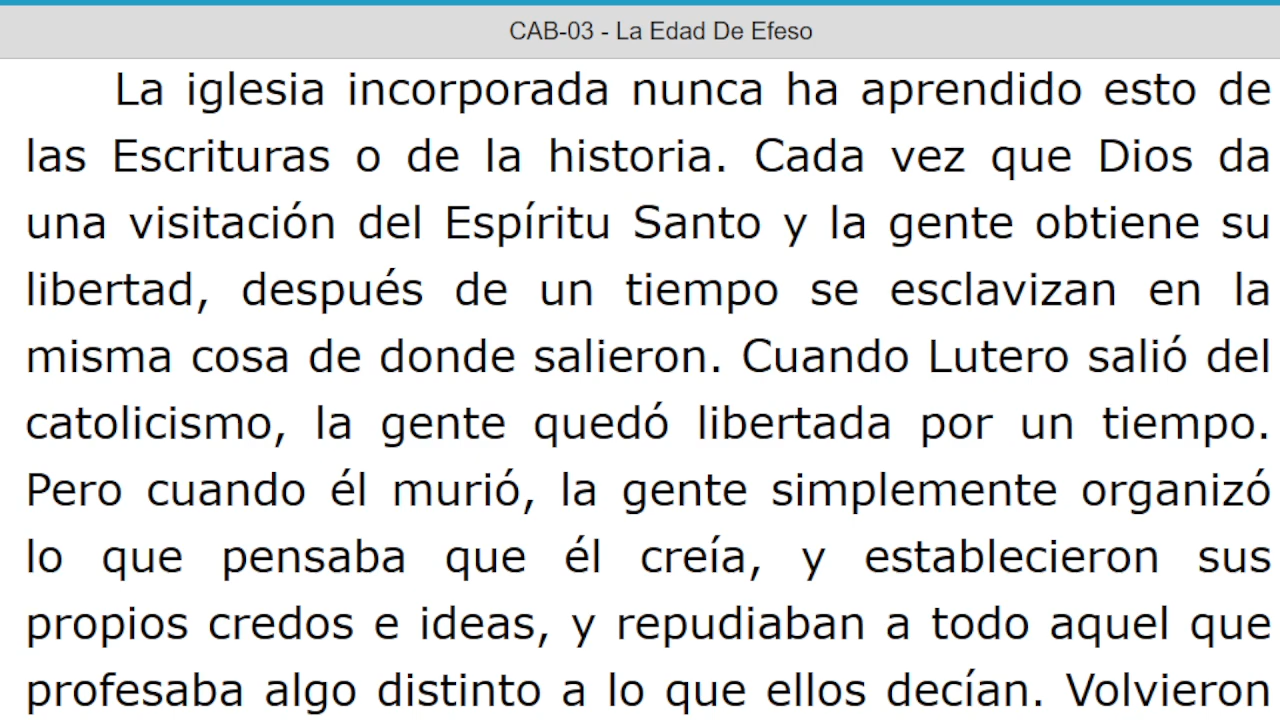 CAB-03 - La Edad De Efeso
La iglesia incorporada nunca ha aprendido esto de
las Escrituras o de la historia. Cada vez que Dios da
una visitación del Espíritu Santo y la gente obtiene su
libertad, después de un tiempo se esclavizan en la
misma cosa de donde salieron. Cuando Lutero salió del
catolicismo, la gente quedó libertada por un tiempo.
Pero cuando él murió, la gente simplemente organizó
lo que pensaba que él creía, y establecieron sus
propios credos e ideas, y repudiaban a todo aquel que
profesaba algo distinto a lo que ellos decían. Volvieron